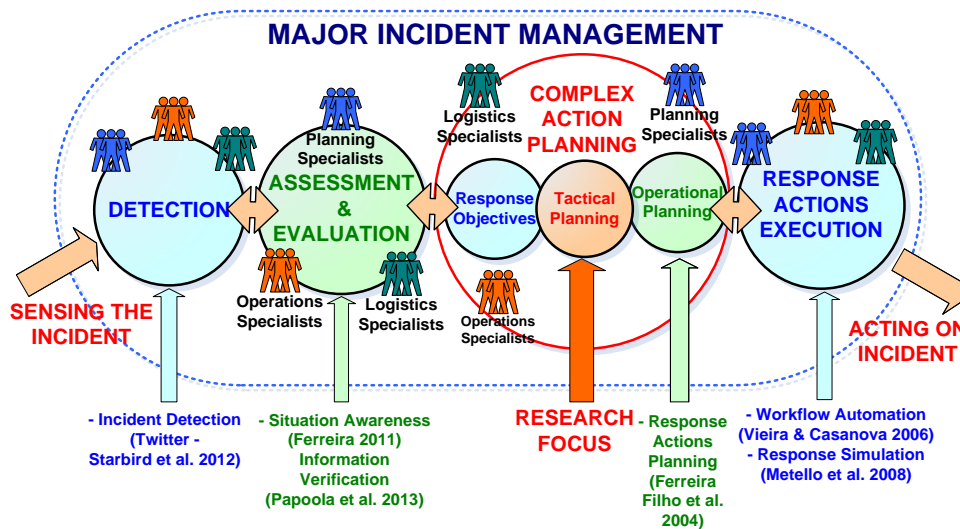 MAJOR INCIDENT MANAGEMENT
SENSING THE
INCIDENT
DETECTION
Planning
Specialists
ASSESSMENT
&
EVALUATION
Operations
Specialists
Logistics
Specialists
Logistics
Specialists
COMPLEX
ACTION
PLANNING
Planning
Specialists
Response
Objectives
Tactical
Planning
Operational
Planning
Operations
Specialists
RESPONSE
ACTIONS
EXECUTION
ACTING ON
INCIDENT
- Incident Detection
(Twitter -
Starbird et al. 2012)
- Situation Awareness
(Ferreira 2011)
Information
Verification
(Papoola et al. 2013)
RESEARCH
FOCUS
- Response
Actions
Planning
(Ferreira
Filho et al.
2004)
- Workflow Automation
(Vieira & Casanova 2006)
- Response Simulation
(Metello et al. 2008)